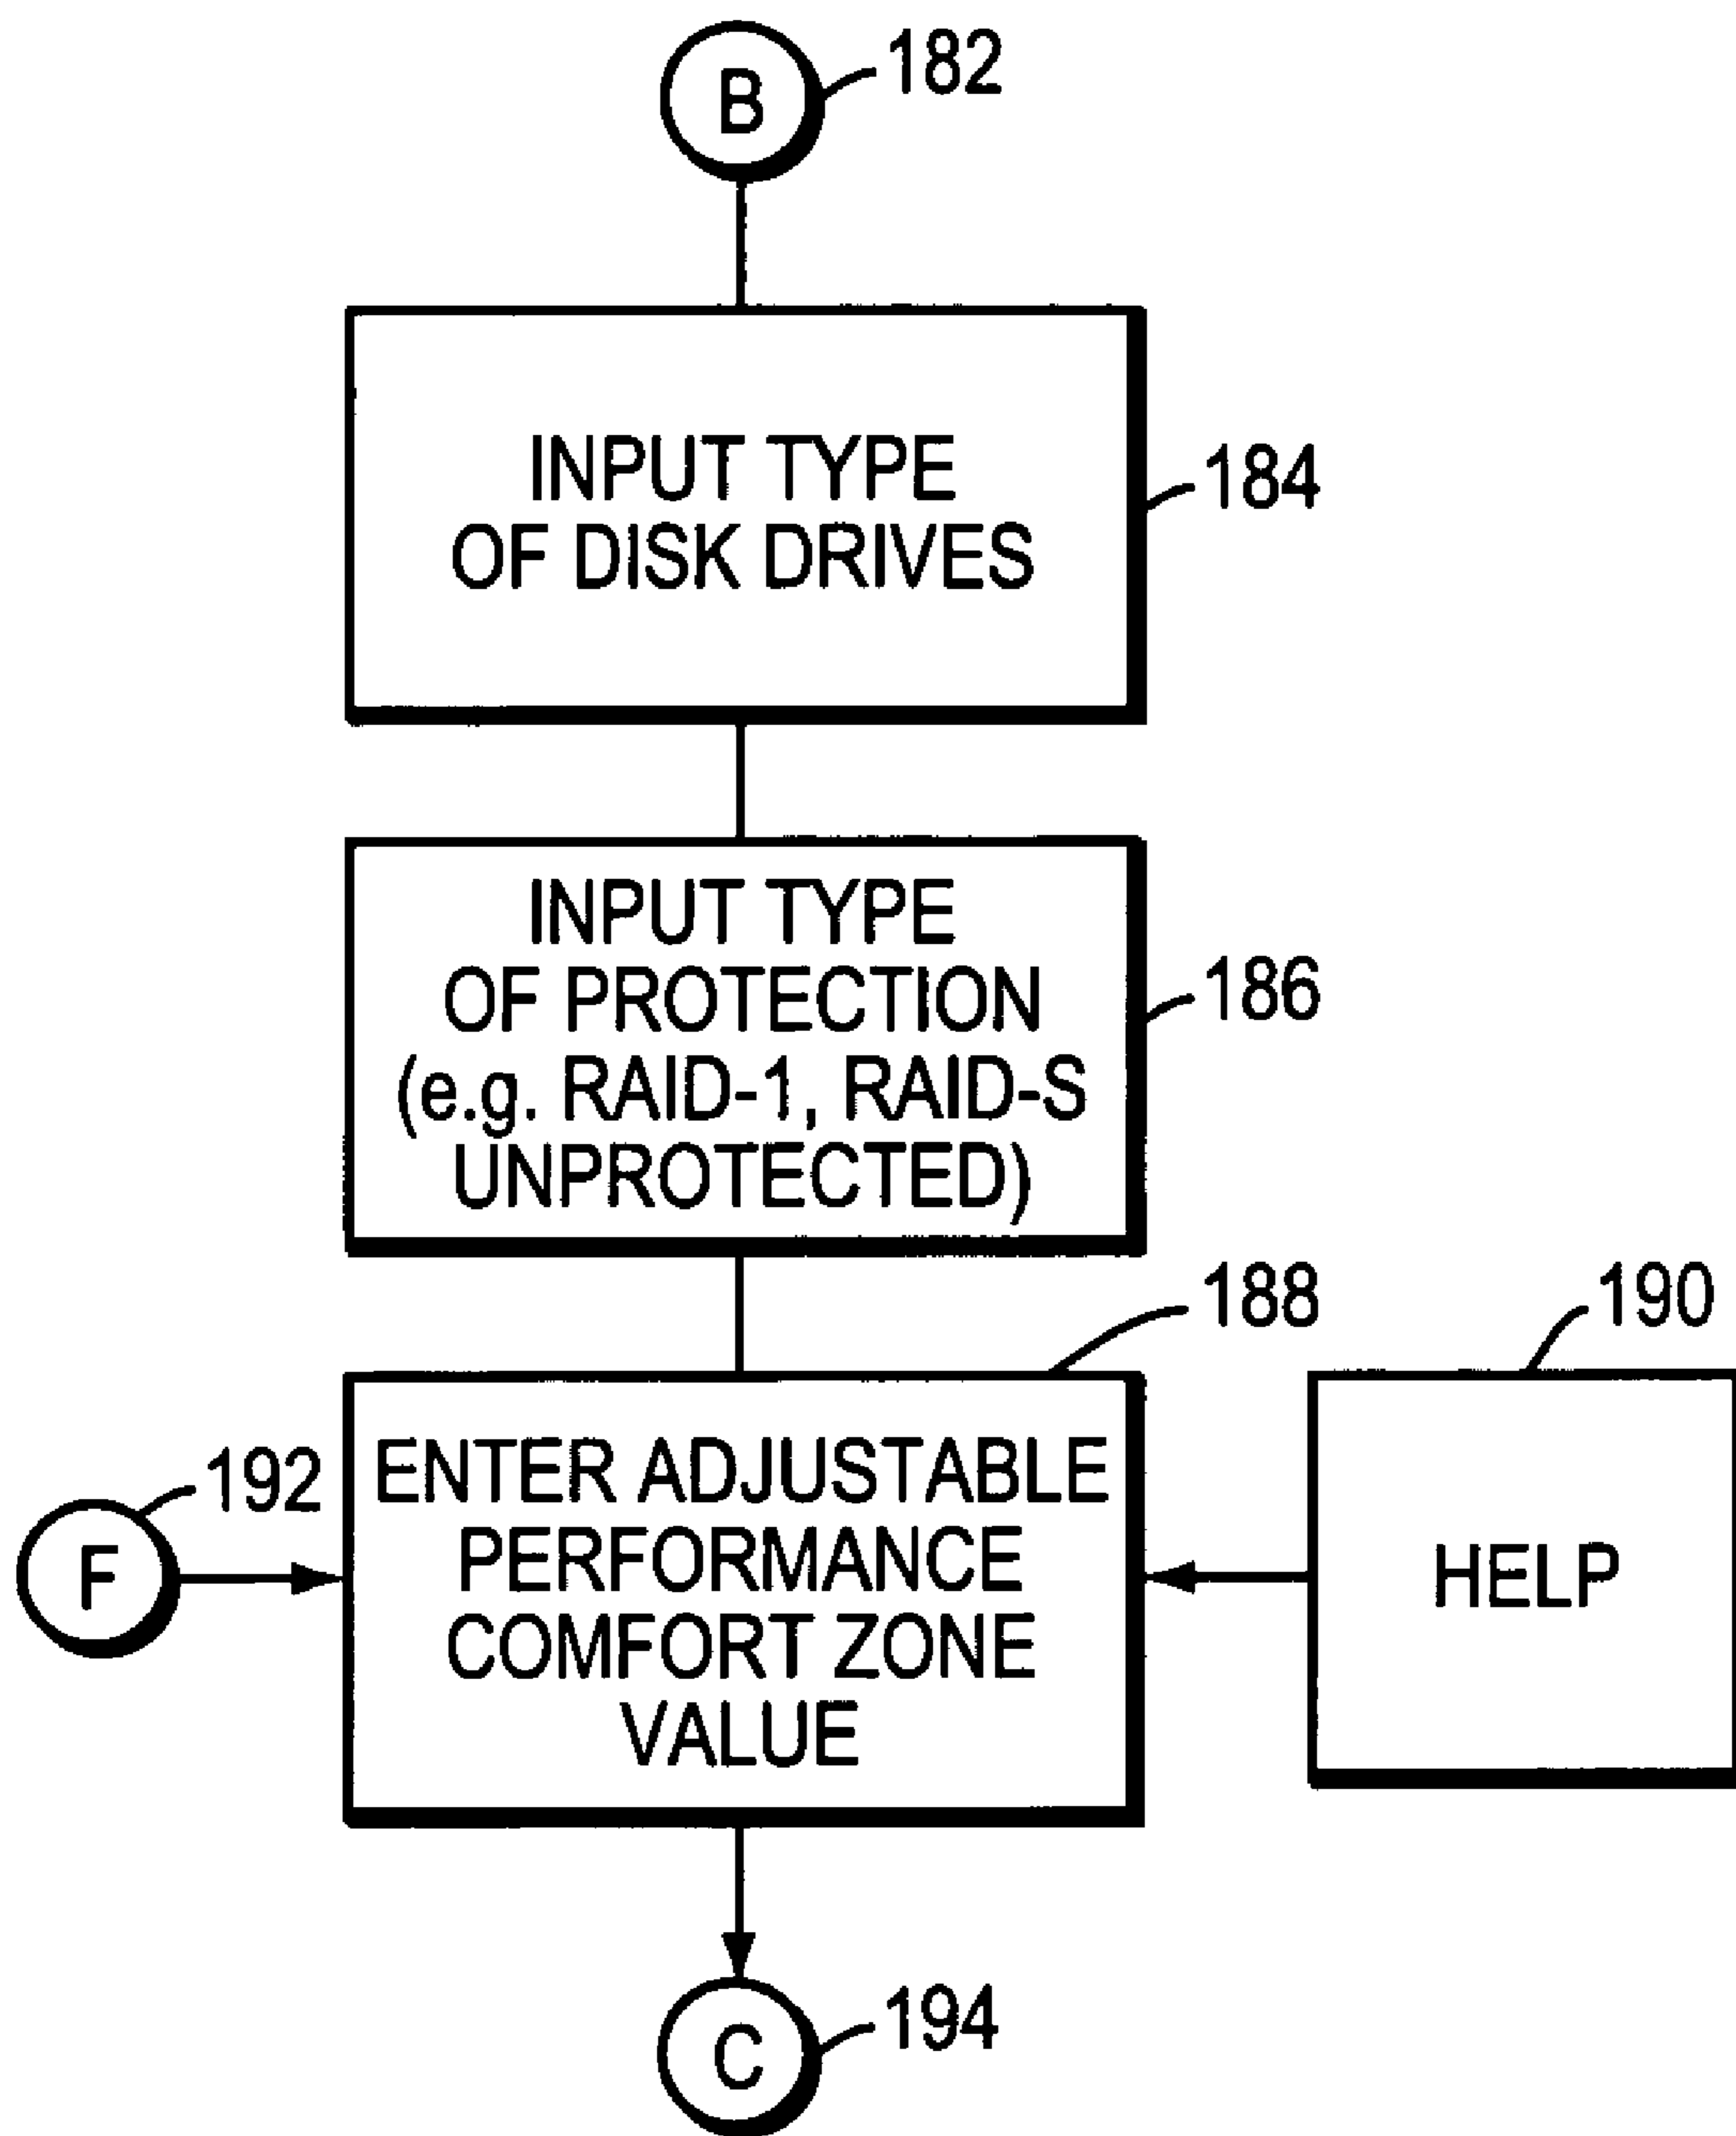 B
182
INPUT TYPE
OF DISK DRIVES
184
INPUT TYPE
OF PROTECTION
(e.g. RAID-1, RAID-S
UNPROTECTED)
186
188
190
ENTER ADJUSTABLE
PERFORMANCE
COMFORT ZONE
VALUE
192
F
HELP
C
194